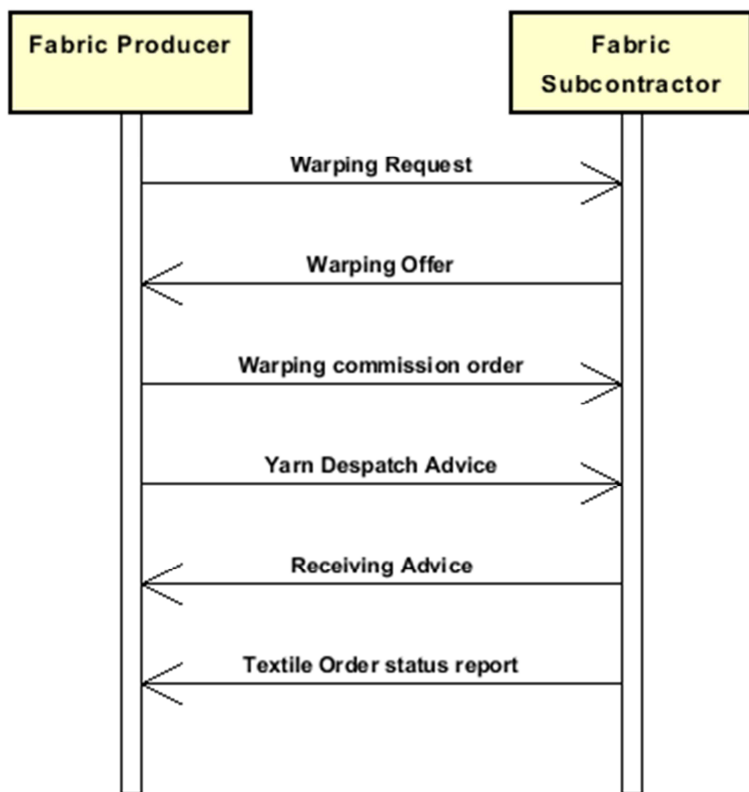 Fabric Producer
Fabric
Subcontractor
Warping Request
Warping Offer
Warping commission order
Yarn Despatch Advice
Receiving Advice
Textile Order status report